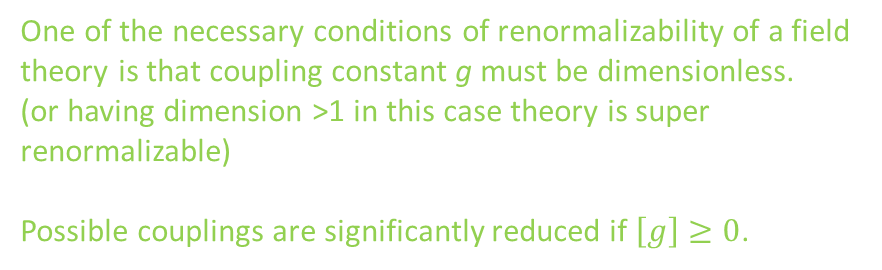 One of the necessary conditions of renormalizability of a field
theory is that coupling constant g must be dimensionless.
(or having dimension >1 in this case theory is super
renormalizable)
Possible couplings are significantly reduced if [g] ≥ 0.